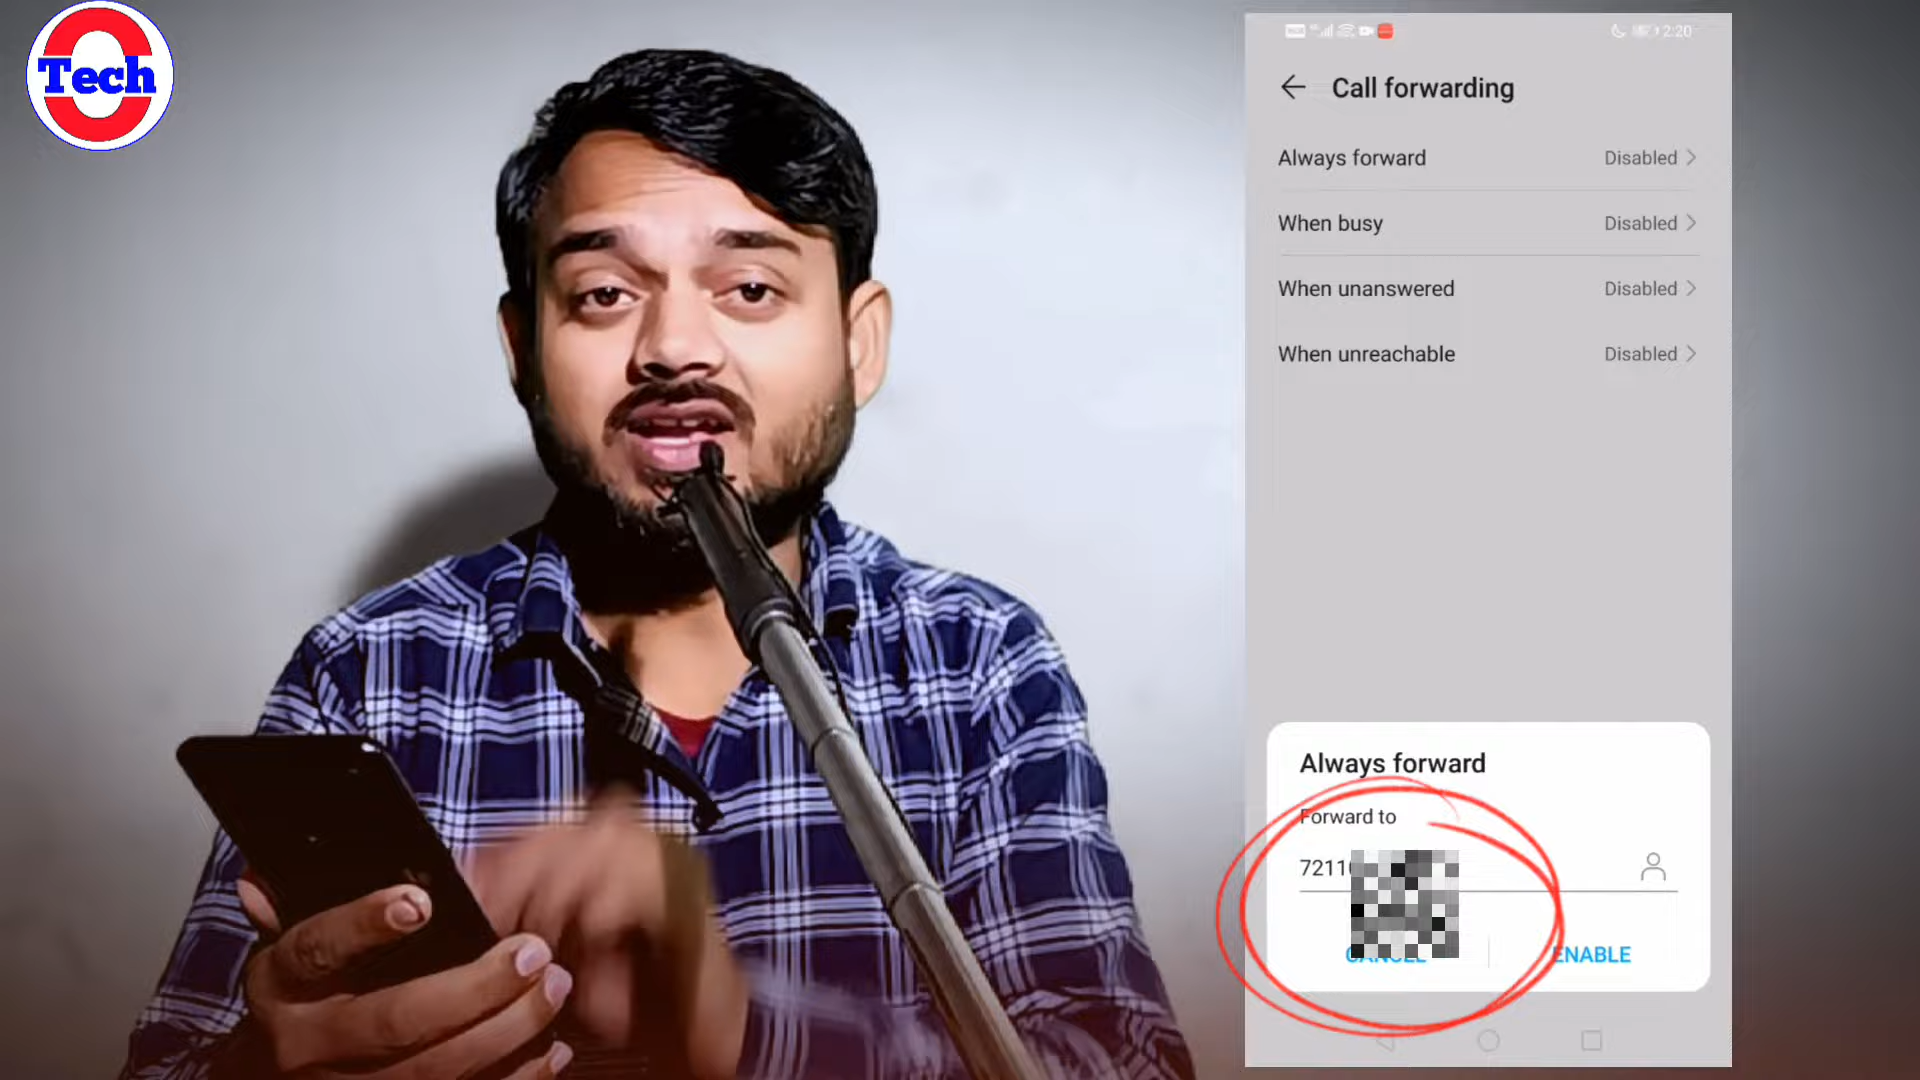 Tech
2:20
Call forwarding
Always forward Disabled
When busy Disabled
When unanswered Disabled
When unreachable Disabled
Always forward
Forward to
7211
CANCEL ENABLE